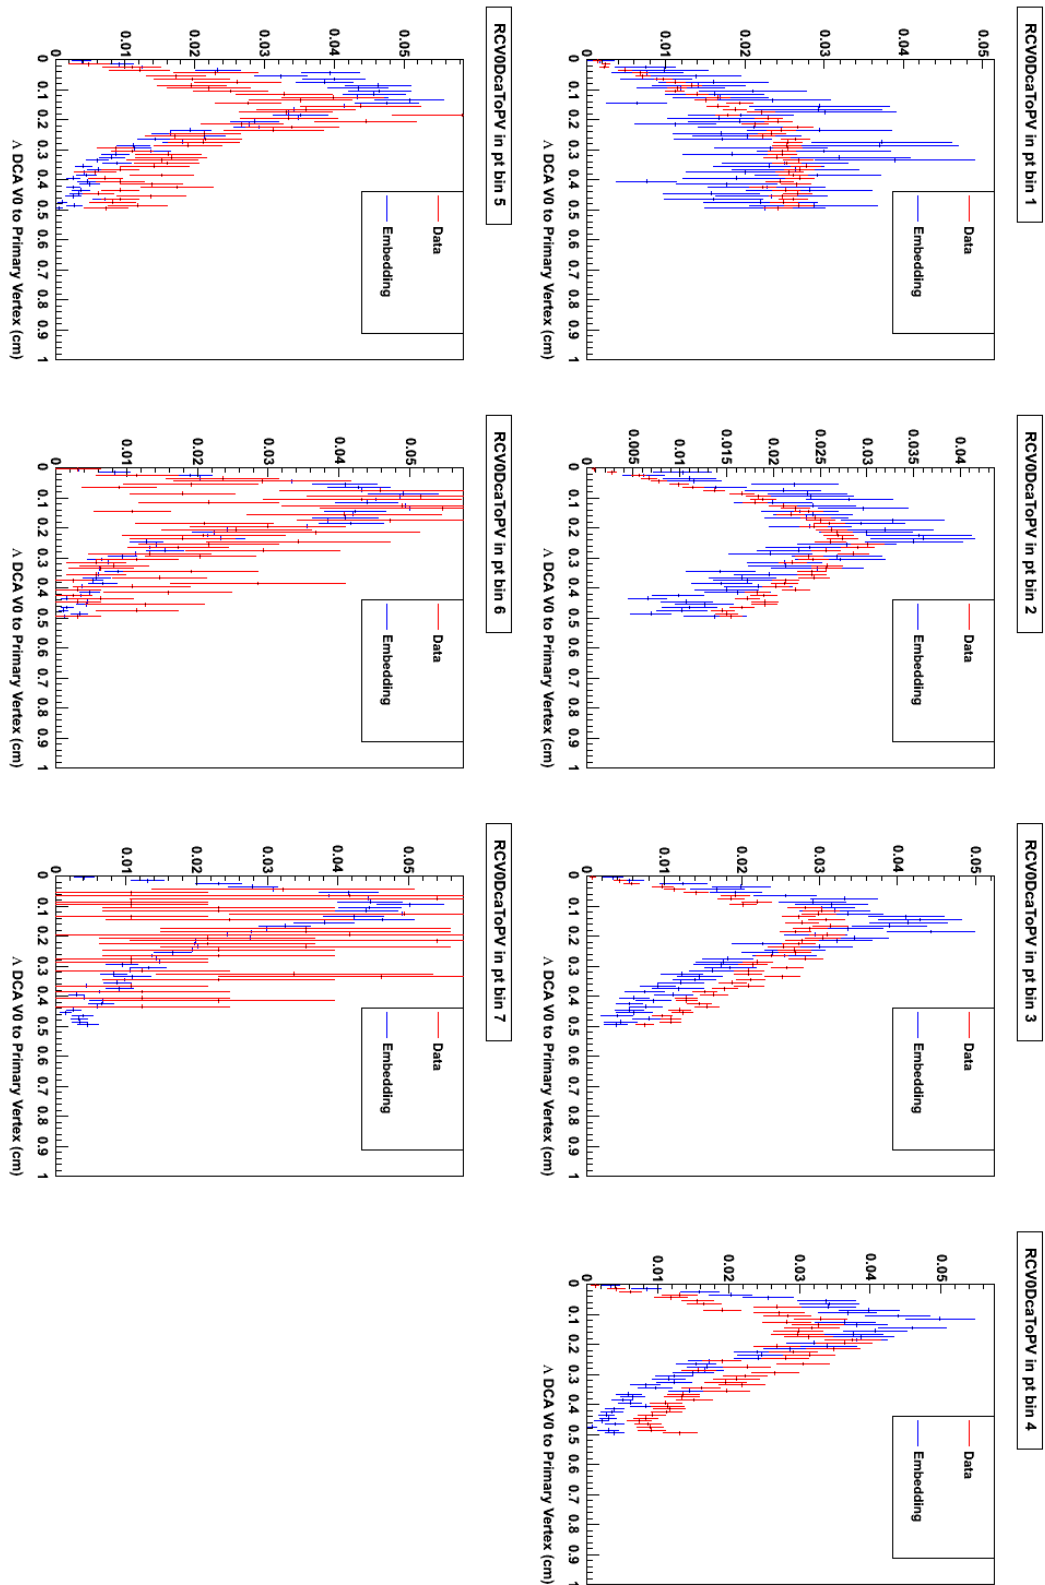 RCV0DcaToPV in pt bin 1
0.05
0.04
0.03
0.02
0.01
0
Data
Embedding
0 0.1 0.2 0.3 0.4 0.5 0.6 0.7 0.8 0.9 1
Λ DCA V0 to Primary Vertex (cm)
RCV0DcaToPV in pt bin 2
0.04
0.035
0.03
0.025
0.02
0.015
0.01
0.005
0
Data
Embedding
0 0.1 0.2 0.3 0.4 0.5 0.6 0.7 0.8 0.9 1
Λ DCA V0 to Primary Vertex (cm)
RCV0DcaToPV in pt bin 3
0.05
0.04
0.03
0.02
0.01
0
Data
Embedding
0 0.1 0.2 0.3 0.4 0.5 0.6 0.7 0.8 0.9 1
Λ DCA V0 to Primary Vertex (cm)
RCV0DcaToPV in pt bin 4
0.05
0.04
0.03
0.02
0.01
0
Data
Embedding
0 0.1 0.2 0.3 0.4 0.5 0.6 0.7 0.8 0.9 1
Λ DCA V0 to Primary Vertex (cm)
RCV0DcaToPV in pt bin 5
0.05
0.04
0.03
0.02
0.01
0
Data
Embedding
0 0.1 0.2 0.3 0.4 0.5 0.6 0.7 0.8 0.9 1
Λ DCA V0 to Primary Vertex (cm)
RCV0DcaToPV in pt bin 6
0.05
0.04
0.03
0.02
0.01
0
Data
Embedding
0 0.1 0.2 0.3 0.4 0.5 0.6 0.7 0.8 0.9 1
Λ DCA V0 to Primary Vertex (cm)
RCV0DcaToPV in pt bin 7
0.05
0.04
0.03
0.02
0.01
0
Data
Embedding
0 0.1 0.2 0.3 0.4 0.5 0.6 0.7 0.8 0.9 1
Λ DCA V0 to Primary Vertex (cm)